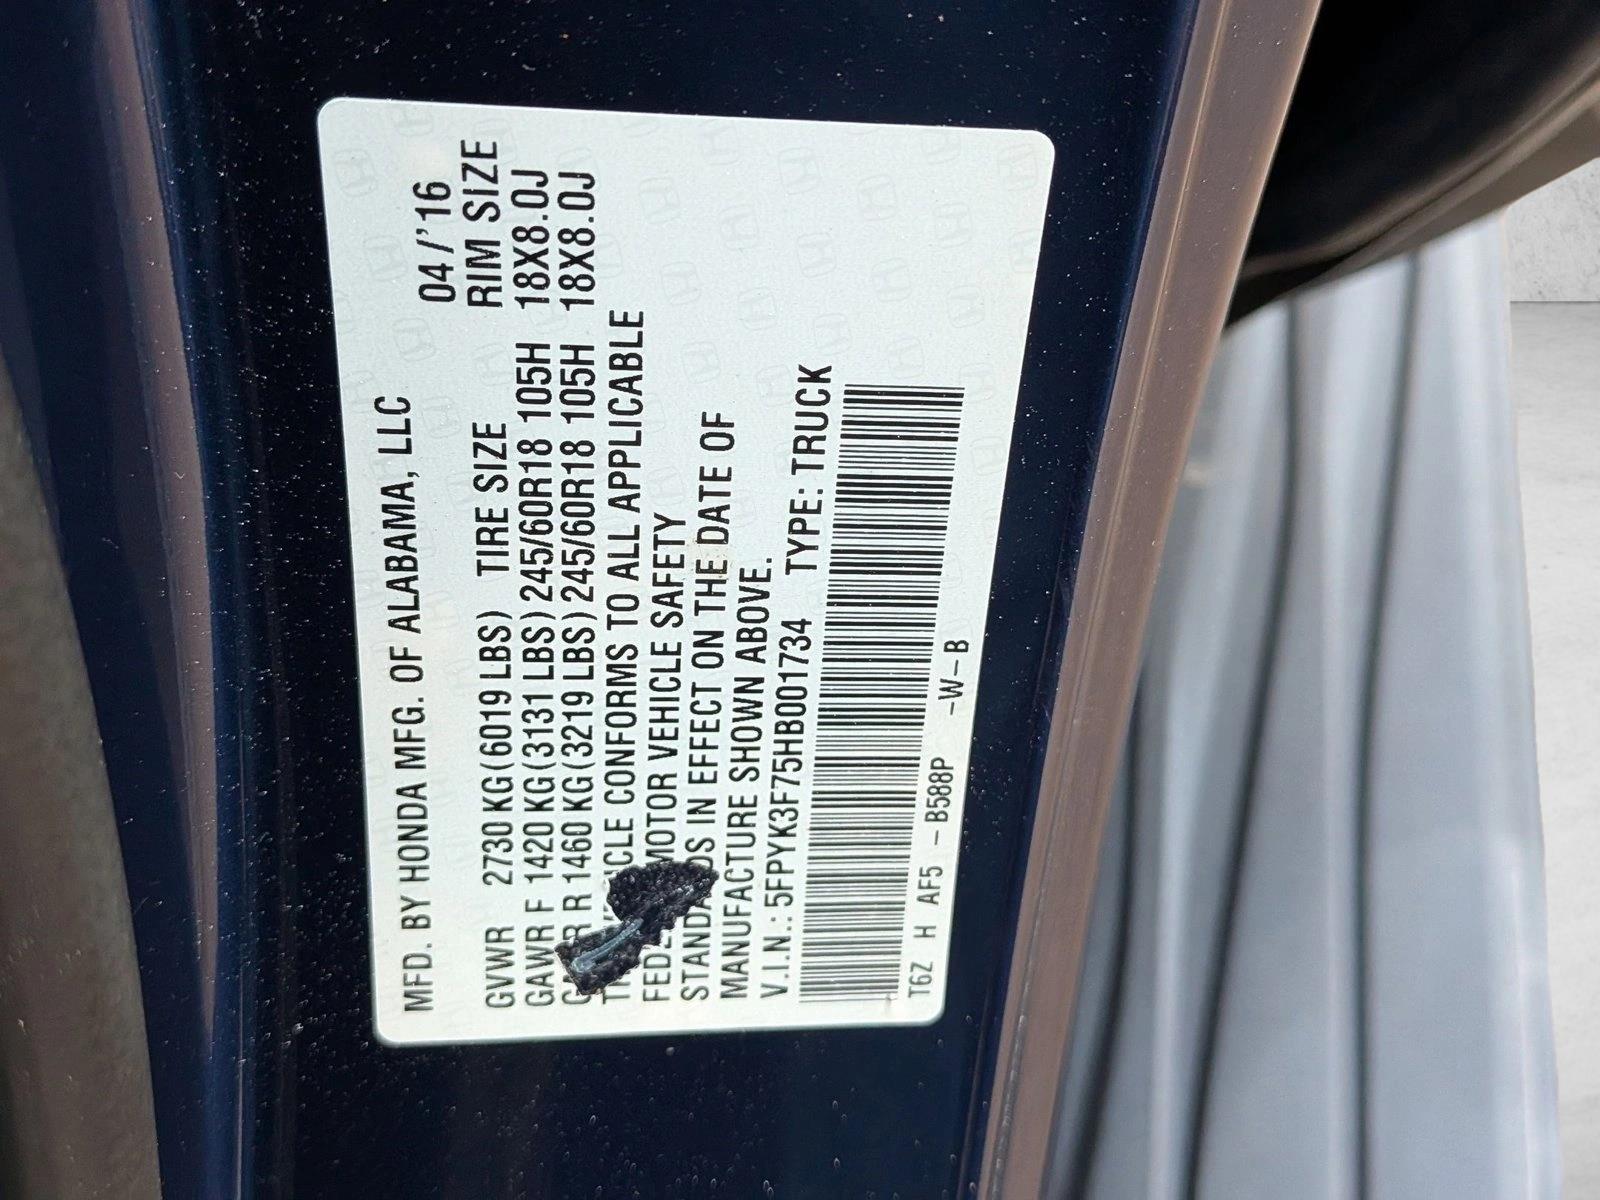 MFD. BY HONDA MFG. OF ALABAMA, LLC 04/'16
GVWR 2730 KG (6019 LBS) TIRE SIZE RIM SIZE
GAWR F 1420 KG (3131 LBS) 245/60R18 105H 18X8.0J
R 1460 KG (3219 LBS) 245/60R18 105H 18X8.0J
CONFORMS TO ALL APPLICABLE
MOTOR VEHICLE SAFETY
IN EFFECT ON THE DATE OF
MANUFACTURE SHOWN ABOVE.
V.I.N.: 5FPYK3F75HB001734 TYPE: TRUCK
T6Z H AF5 - B588P -W-B